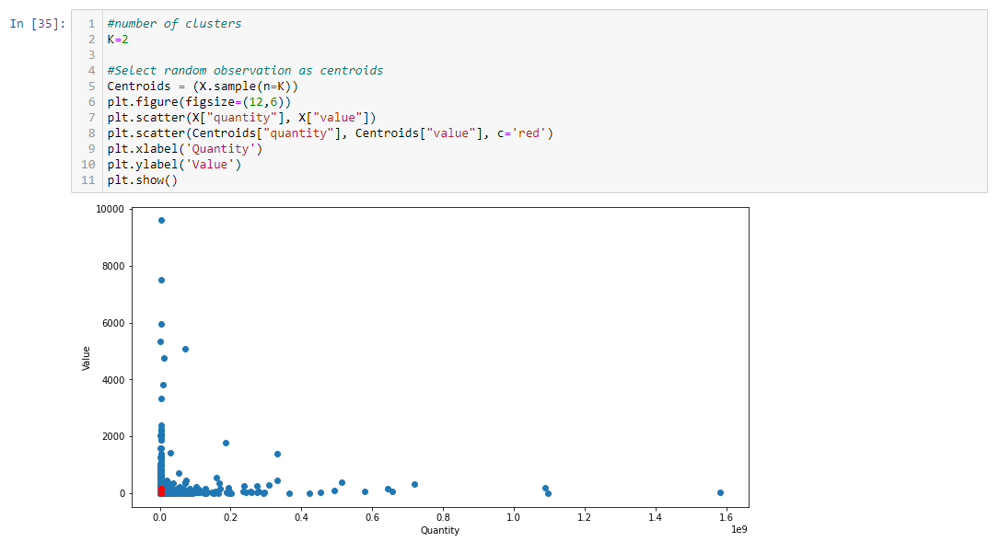 In [35]:
1 #number of clusters
2 K=2
3
4 #Select random observation as centroids
5 Centroids = (X.sample(n=K))
6 plt.figure(figsize=(12,6))
7 plt.scatter(X["quantity"], X["value"])
8 plt.scatter(Centroids["quantity"], Centroids["value"], c='red')
9 plt.xlabel('Quantity')
10 plt.ylabel('Value')
11 plt.show()
10000
8000
6000
4000
2000
0
Value
0.0 0.2 0.4 0.6 0.8 1.0 1.2 1.4 1.6
1e9
Quantity